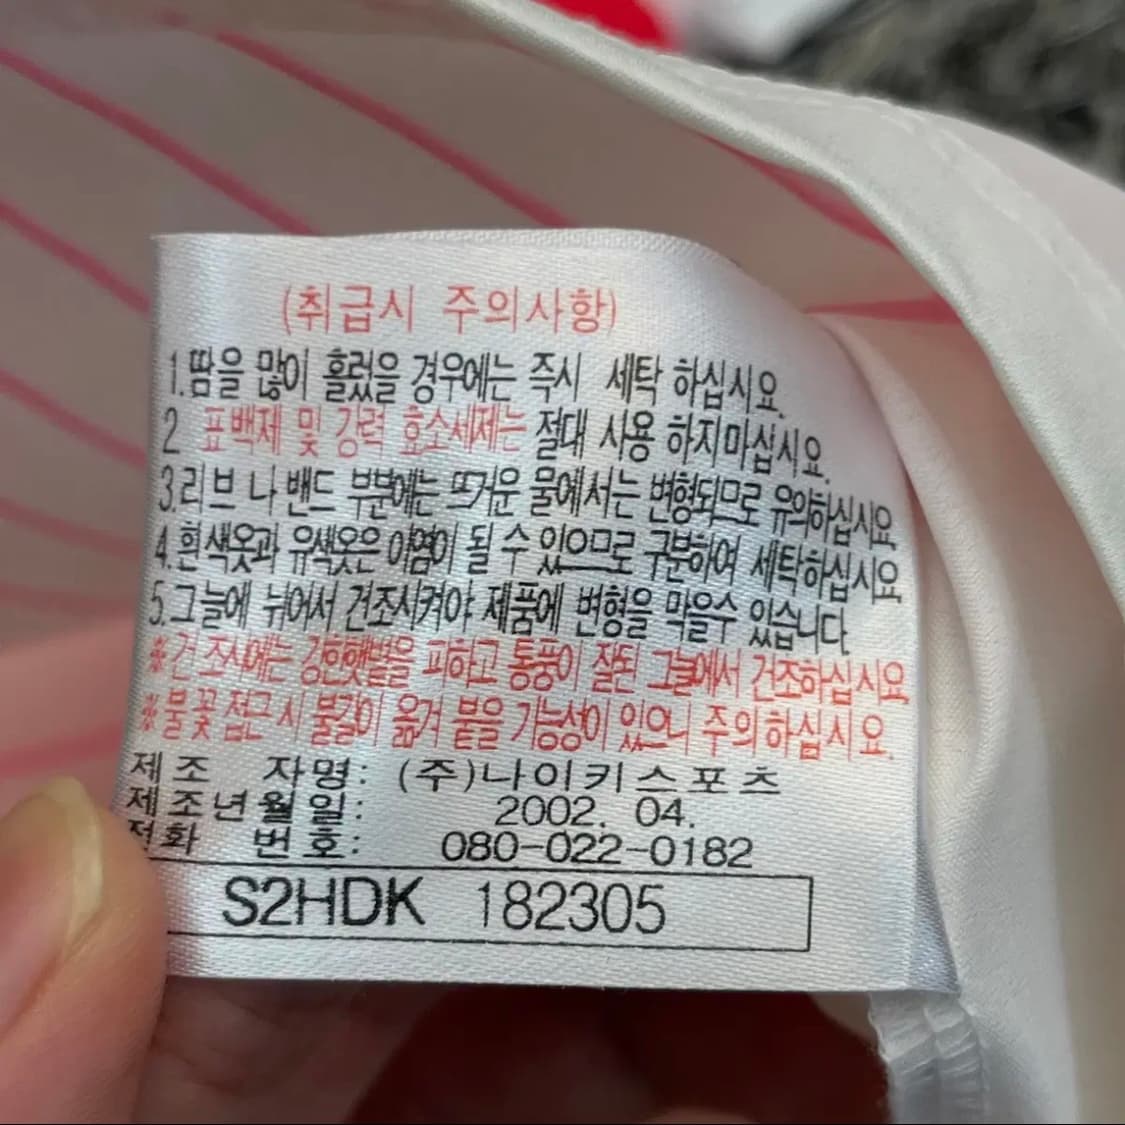 (취급시 주의사항)
1.땀을 많이 흘렸을 경우에는 즉시 세탁 하십시요.
2 표백제 및 강력 효소세제는 절대 사용 하지마십시요.
3.리브 나 밴드 부분에는 뜨거운 물에서는 변형되므로 유의하십시요
4.흰색옷과 유색옷은 이염이 될 수 있으므로 구분하여 세탁하십시요
5.그늘에 뉘어서 건조시켜야 제품에 변형을 막을수 있습니다.
※건조시에는 강한햇볕을 피하고 통풍이 잘된 그늘에서 건조하십시요
※불꽃접근시 불길이 옮겨 붙을 가능성이 있으니 주의하십시요.
제조 자명: (주)나이키스포츠
제조년월일: 2002. 04.
전화 번호: 080-022-0182
S2HDK 182305